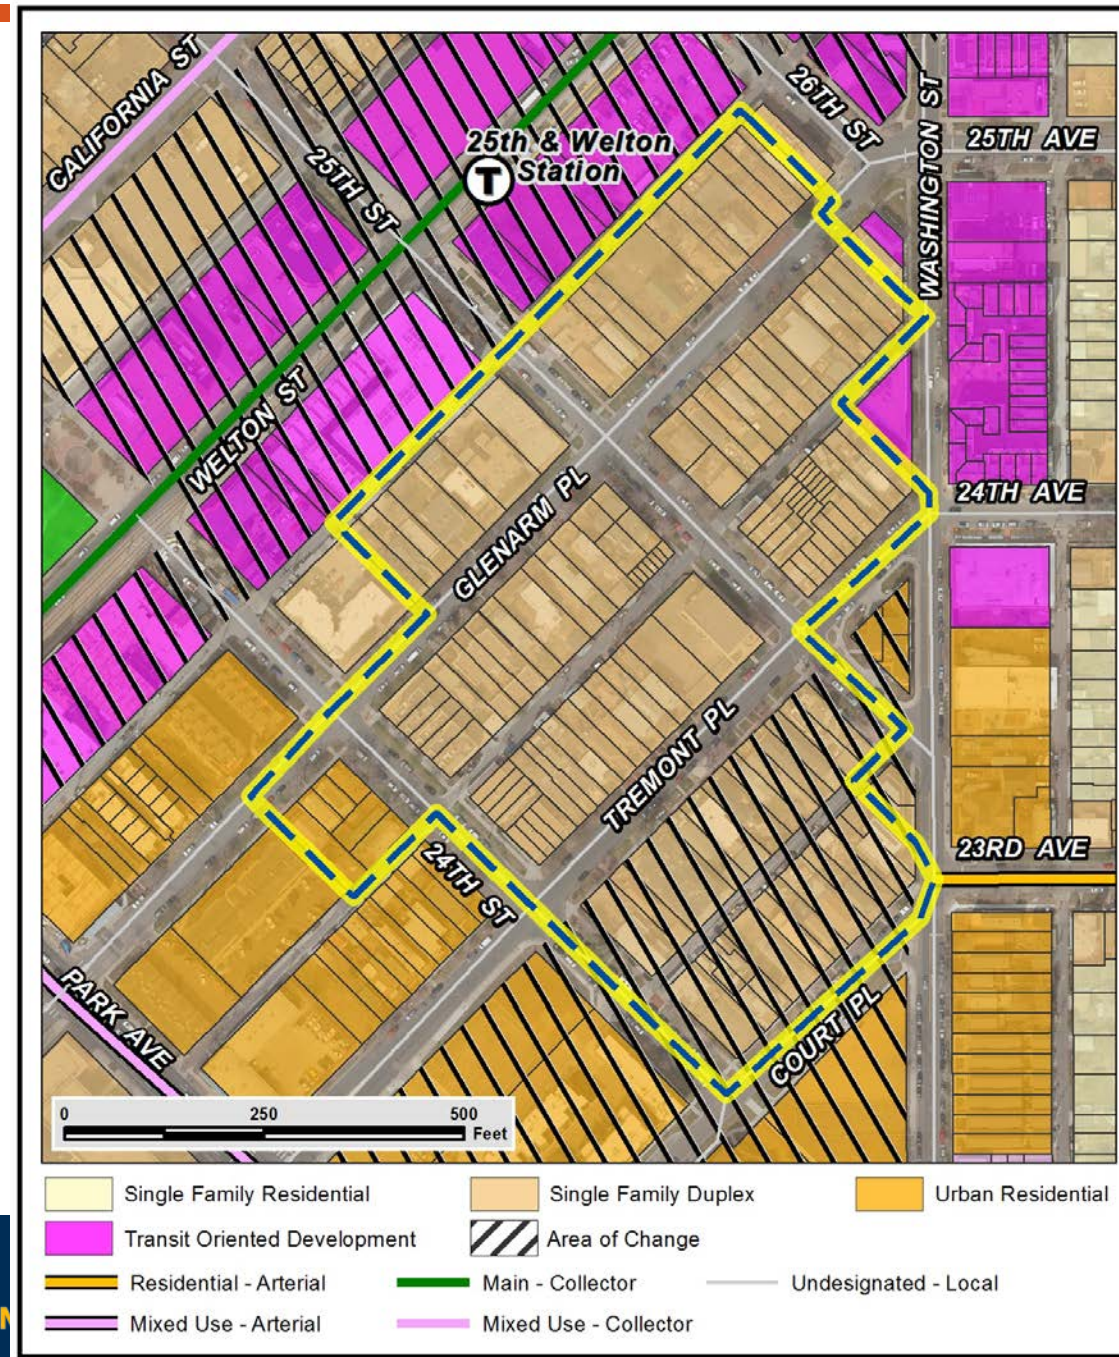 CALIFORNIA ST
25TH ST
25th & Welton
Station
T
26TH ST
WASHINGTON ST
25TH AVE
WELTON ST
24TH AVE
GLENARM PL
TREMONT PL
23RD AVE
24TH ST
PARK AVE
COURT PL
0 250 500
Feet
Single Family Residential Single Family Duplex Urban Residential
Transit Oriented Development Area of Change
Residential - Arterial Main - Collector Undesignated - Local
Mixed Use - Arterial Mixed Use - Collector